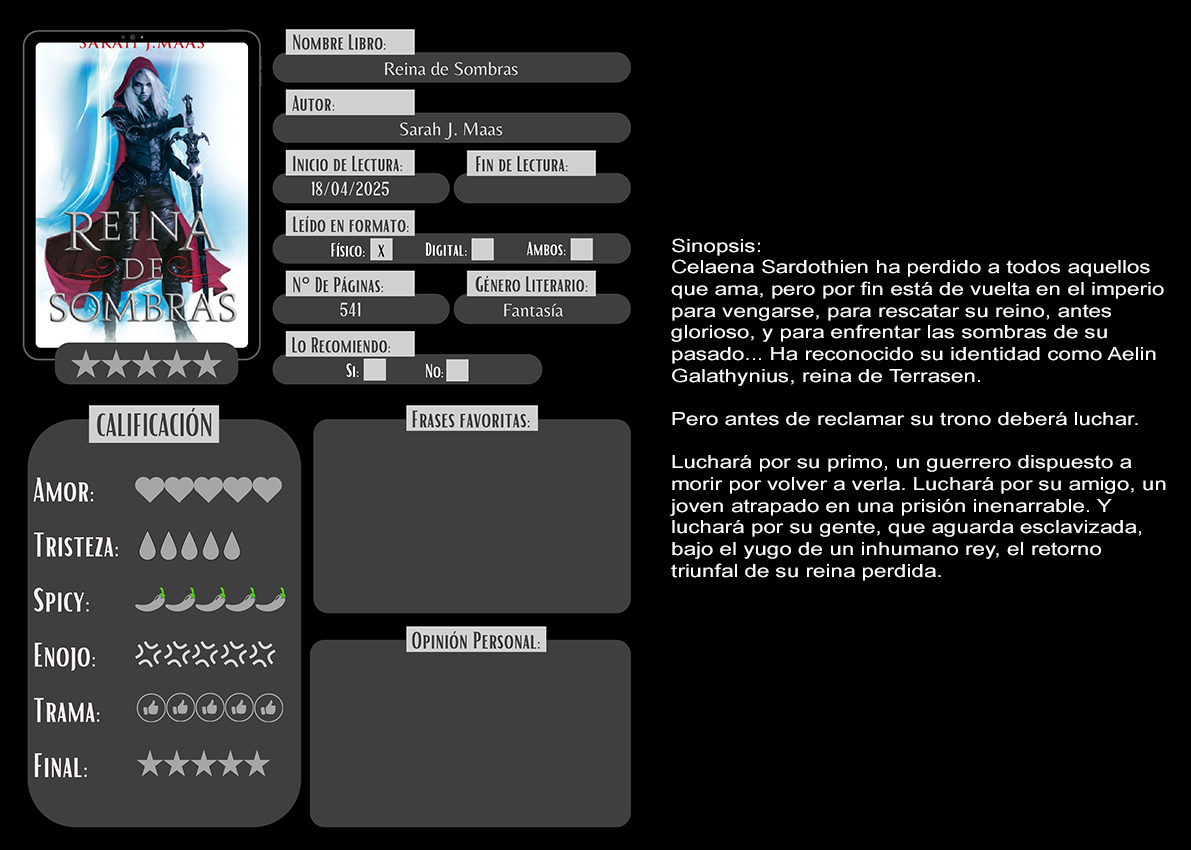 SARAH J. MAAS
REINA
DE
SOMBRAS
Nombre Libro:
Reina de Sombras
Autor:
Sarah J. Maas
Inicio de Lectura:
18/04/2025
Fin de Lectura:
Leído en formato:
Físico: X Digital: Ambos:
N° De Páginas:
541
Género Literario:
Fantasía
Lo Recomiendo:
Si: No:
CALIFICACIÓN
Amor:
Tristeza:
Spicy:
Enojo:
Trama:
Final:
Frases favoritas:
Opinión Personal:
Sinopsis:
Celaena Sardothien ha perdido a todos aquellos
que ama, pero por fin está de vuelta en el imperio
para vengarse, para rescatar su reino, antes
glorioso, y para enfrentar las sombras de su
pasado... Ha reconocido su identidad como Aelin
Galathynius, reina de Terrasen.
Pero antes de reclamar su trono deberá luchar.
Luchará por su primo, un guerrero dispuesto a
morir por volver a verla. Luchará por su amigo, un
joven atrapado en una prisión inenarrable. Y
luchará por su gente, que aguarda esclavizada,
bajo el yugo de un inhumano rey, el retorno
triunfal de su reina perdida.